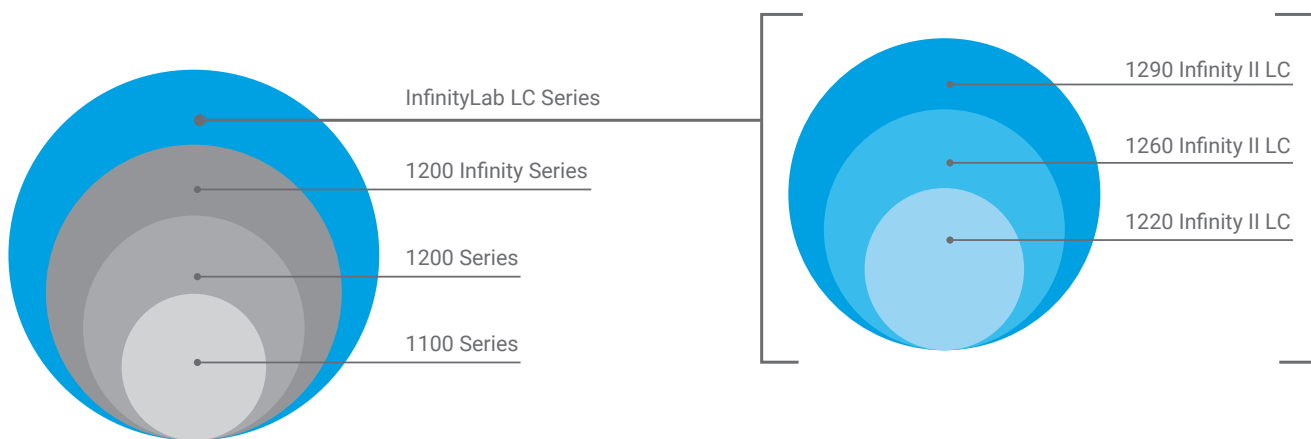 InfinityLab LC Series
1200 Infinity Series
1200 Series
1100 Series
1290 Infinity II LC
1260 Infinity II LC
1220 Infinity II LC